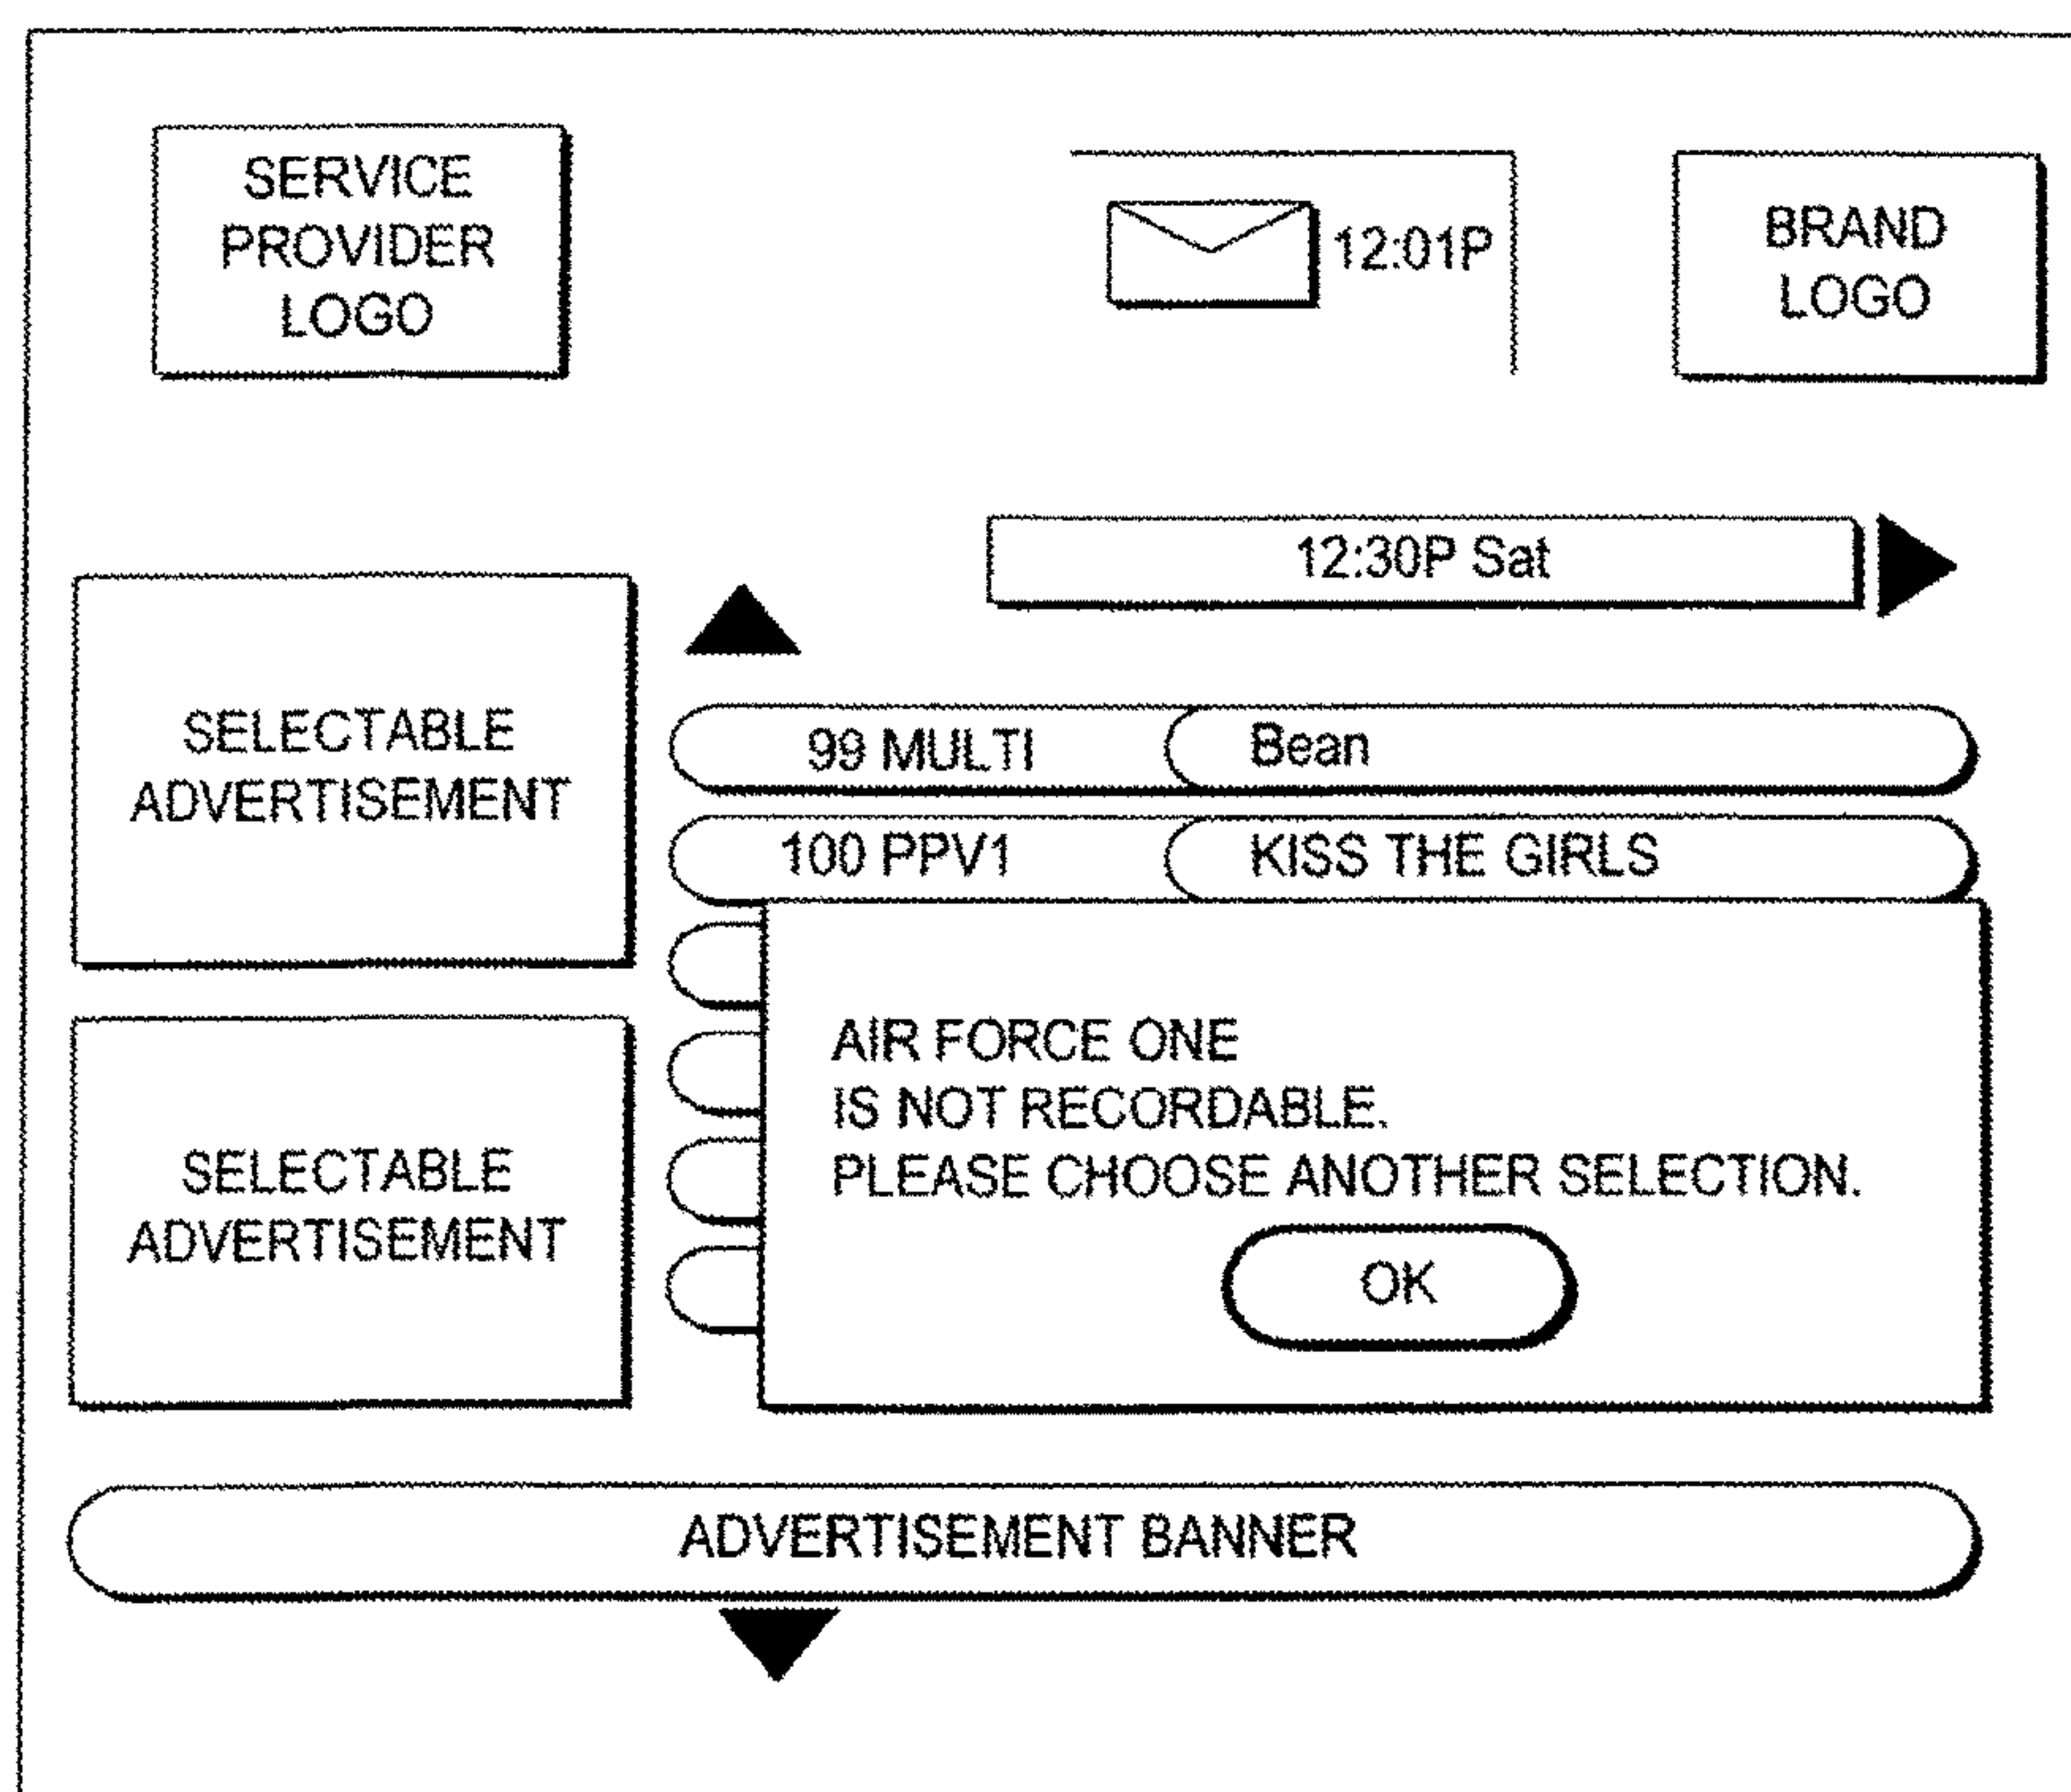 SERVICE
PROVIDER
LOGO
12:01P
BRAND
LOGO
12:30P Sat
SELECTABLE
ADVERTISEMENT
99 MULTI Bean
100 PPV1 KISS THE GIRLS
AIR FORCE ONE
IS NOT RECORDABLE.
PLEASE CHOOSE ANOTHER SELECTION.
OK
SELECTABLE
ADVERTISEMENT
ADVERTISEMENT BANNER